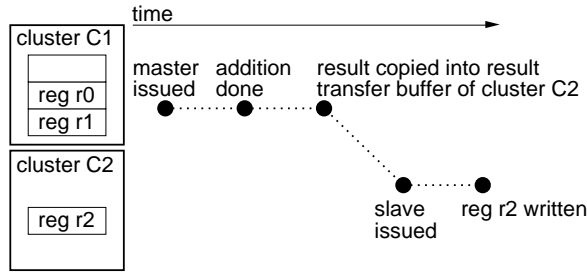 time
cluster C1
reg r0
reg r1
master
issued
addition
done
result copied into result
transfer buffer of cluster C2
cluster C2
reg r2
slave
issued
reg r2 written